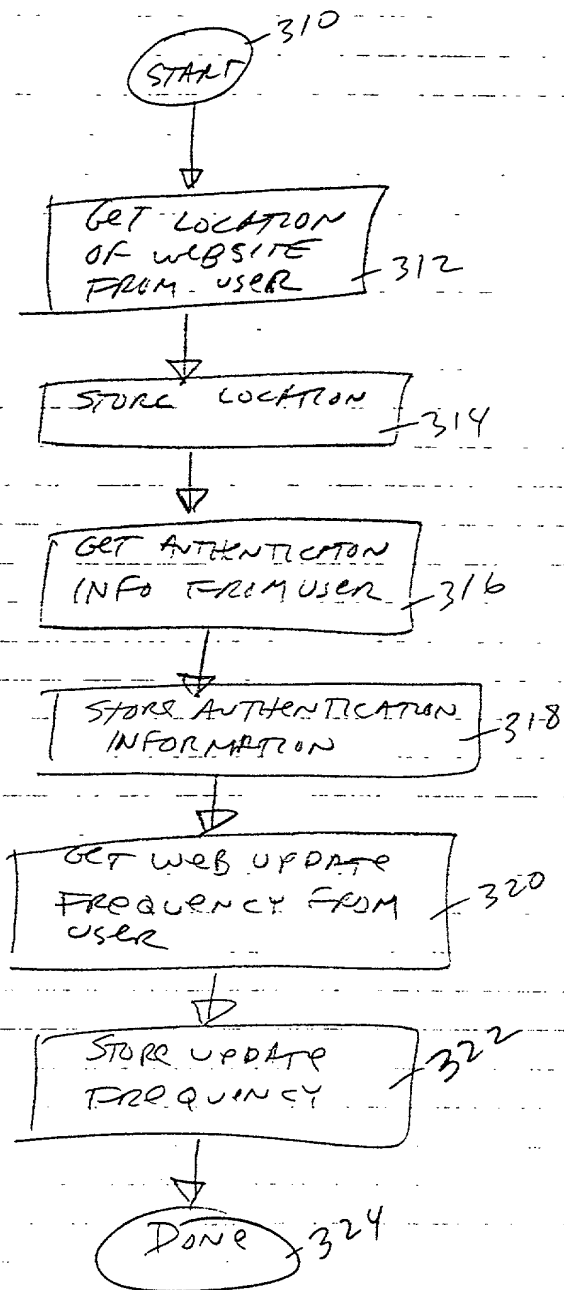 310
START
GET LOCATION
OF WEBSITE
FROM USER
312
STORE LOCATION
314
GET AUTHENTICATON
INFO FROM USER
316
STORE AUTHENTICATION
INFORMATION
318
GET WEB UPDATE
FREQUENCY FROM
USER
320
STORE UPDATE
FREQUENCY
322
DONE
324